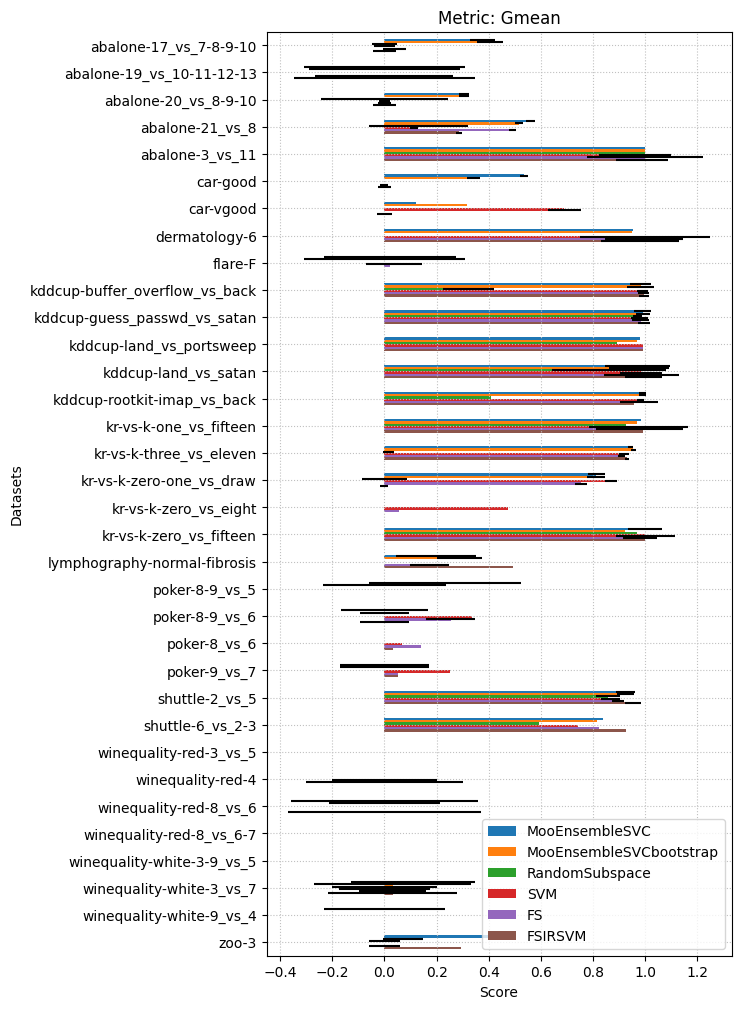 Metric: Gmean
abalone-17_vs_7-8-9-10
abalone-19_vs_10-11-12-13
abalone-20_vs_8-9-10
abalone-21_vs_8
abalone-3_vs_11
car-good
car-vgood
dermatology-6
flare-F
kddcup-buffer_overflow_vs_back
kddcup-guess_passwd_vs_satan
kddcup-land_vs_portsweep
kddcup-land_vs_satan
kddcup-rootkit-imap_vs_back
kr-vs-k-one_vs_fifteen
kr-vs-k-three_vs_eleven
kr-vs-k-zero-one_vs_draw
kr-vs-k-zero_vs_eight
kr-vs-k-zero_vs_fifteen
lymphography-normal-fibrosis
poker-8-9_vs_5
poker-8-9_vs_6
poker-8_vs_6
poker-9_vs_7
shuttle-2_vs_5
shuttle-6_vs_2-3
winequality-red-3_vs_5
winequality-red-4
winequality-red-8_vs_6
winequality-red-8_vs_6-7
winequality-white-3-9_vs_5
winequality-white-3_vs_7
winequality-white-9_vs_4
zoo-3
Datasets
MooEnsembleSVC
MooEnsembleSVCbootstrap
RandomSubspace
SVM
FS
FSIRSVM
−0.4 −0.2 0.0 0.2 0.4 0.6 0.8 1.0 1.2
Score